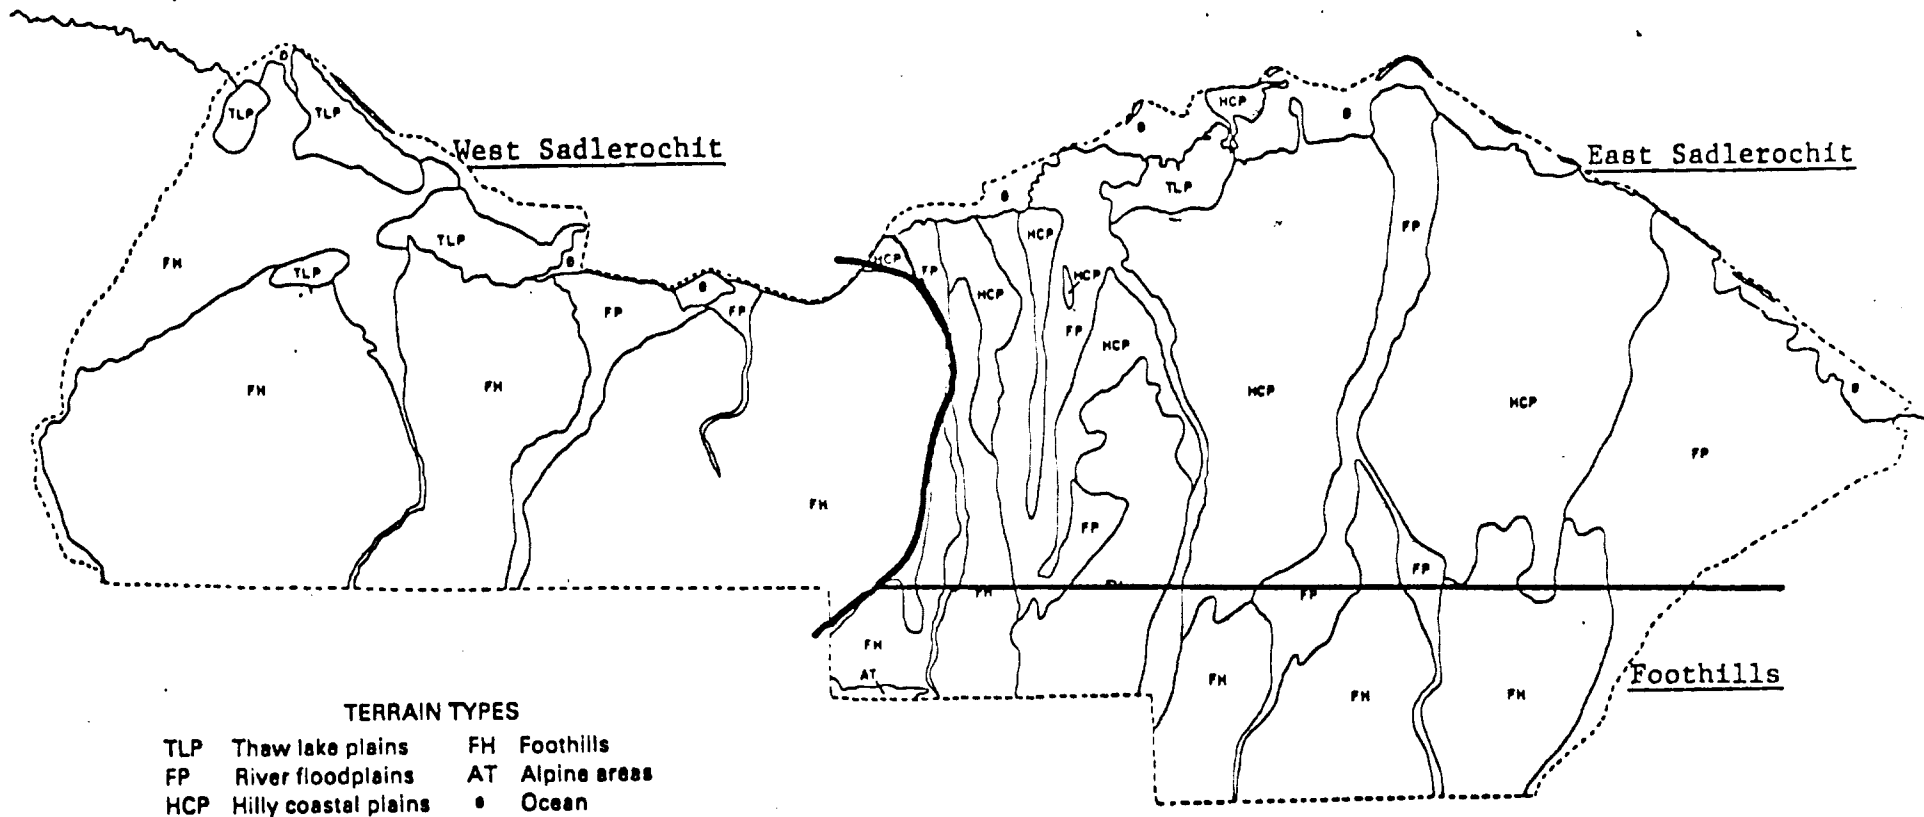 TLP
TLP
West Sadlerochit
HCP
East Sadlerochit
TLP
FP
TLP
HCP
FH
TLP
HCP
FP
HCP
HCP
FP
FP
FP
HCP
FH
FH
HCP
HCP
FP
FH
FP
FP
FH
FP
FH
AT
FH
FH
FH
Foothills
TERRAIN TYPES
TLP Thaw lake plains FH Foothills
FP River floodplains AT Alpine areas
HCP Hilly coastal plains Ocean